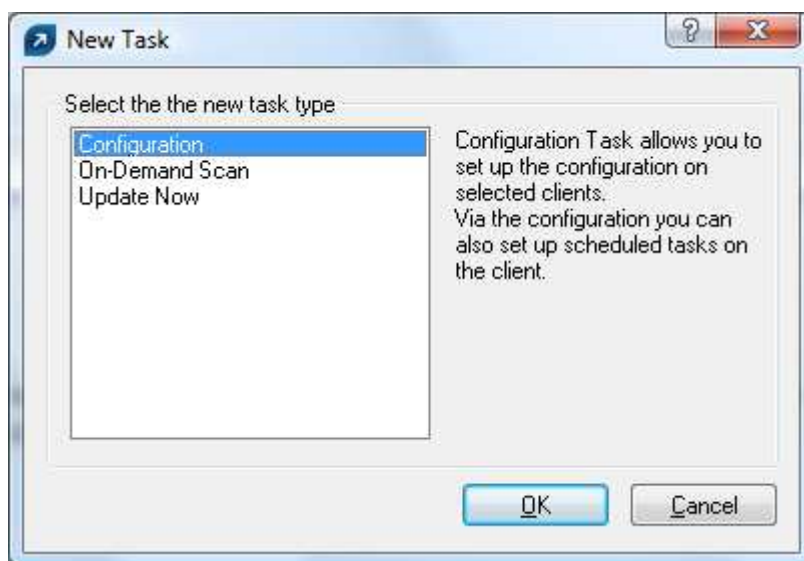 New Task
Select the the new task type
Configuration
On-Demand Scan
Update Now
Configuration Task allows you to
set up the configuration on
selected clients.
Via the configuration you can
also set up scheduled tasks on
the client.
OK
Cancel